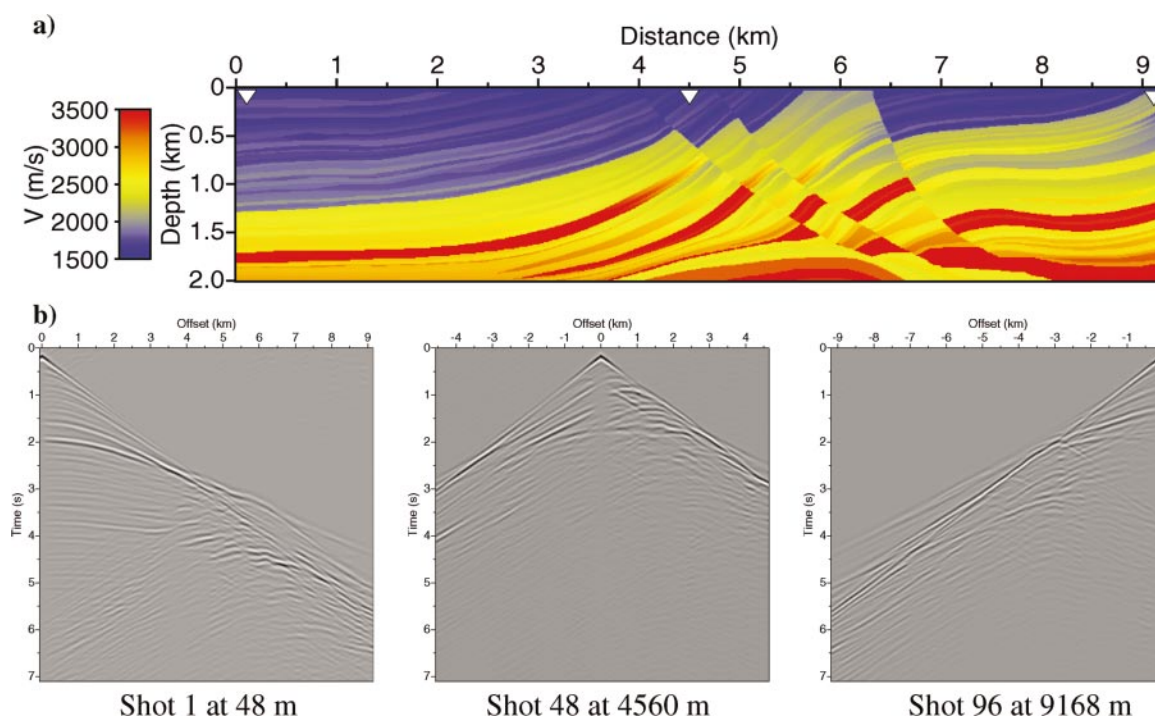 a)
Distance (km)
0 1 2 3 4 5 6 7 8 9
V (m/s)
3500
3000
2500
2000
1500
Depth (km)
0
0.5
1.0
1.5
2.0
b)
Offset (km)
0 1 2 3 4 5 6 7 8 9
Time (s)
0
1
2
3
4
5
6
7
Shot 1 at 48 m
Offset (km)
-4 -3 -2 -1 0 1 2 3 4
Time (s)
0
1
2
3
4
5
6
7
Shot 48 at 4560 m
Offset (km)
-9 -8 -7 -6 -5 -4 -3 -2 -1 0
Time (s)
0
1
2
3
4
5
6
7
Shot 96 at 9168 m